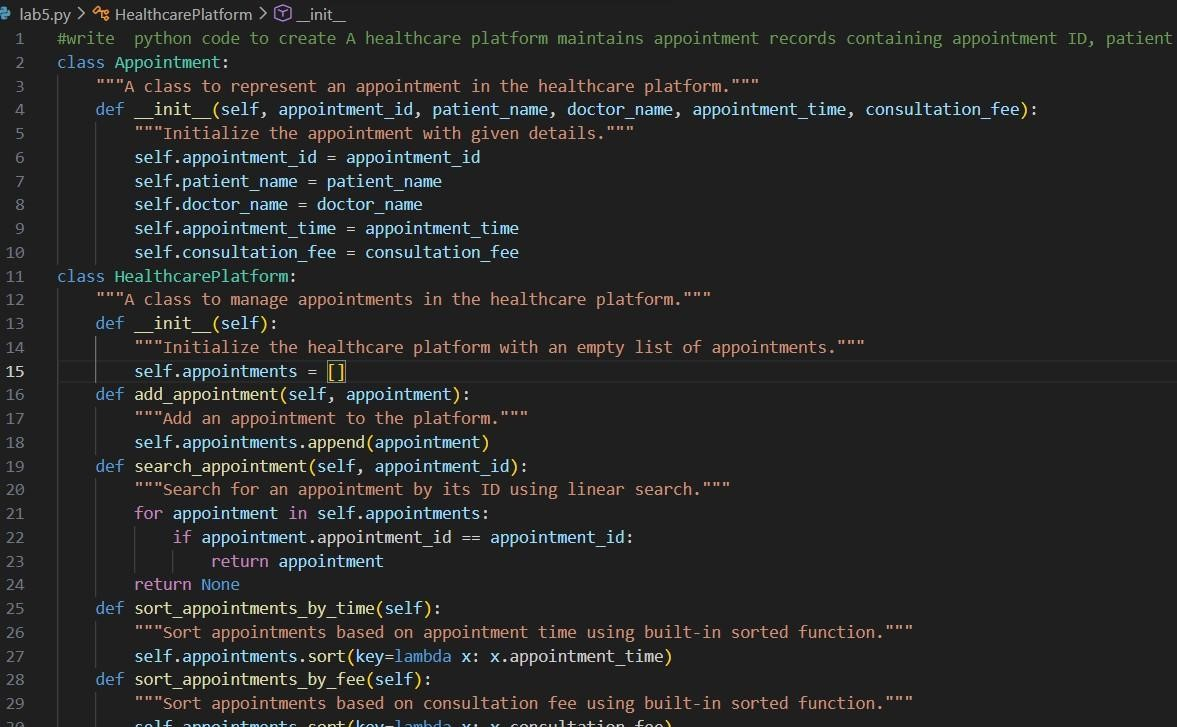 lab5.py > HealthcarePlatform > __init__
1 #write  python code to create A healthcare platform maintains appointment records containing appointment ID, patient
2 class Appointment:
3     """A class to represent an appointment in the healthcare platform."""
4     def __init__(self, appointment_id, patient_name, doctor_name, appointment_time, consultation_fee):
5         """Initialize the appointment with given details."""
6         self.appointment_id = appointment_id
7         self.patient_name = patient_name
8         self.doctor_name = doctor_name
9         self.appointment_time = appointment_time
10         self.consultation_fee = consultation_fee
11 class HealthcarePlatform:
12     """A class to manage appointments in the healthcare platform."""
13     def __init__(self):
14         """Initialize the healthcare platform with an empty list of appointments."""
15         self.appointments = []
16     def add_appointment(self, appointment):
17         """Add an appointment to the platform."""
18         self.appointments.append(appointment)
19     def search_appointment(self, appointment_id):
20         """Search for an appointment by its ID using linear search."""
21         for appointment in self.appointments:
22             if appointment.appointment_id == appointment_id:
23                 return appointment
24         return None
25     def sort_appointments_by_time(self):
26         """Sort appointments based on appointment time using built-in sorted function."""
27         self.appointments.sort(key=lambda x: x.appointment_time)
28     def sort_appointments_by_fee(self):
29         """Sort appointments based on consultation fee using built-in sorted function."""
30         self.appointments.sort(key=lambda x: x.consultation_fee)